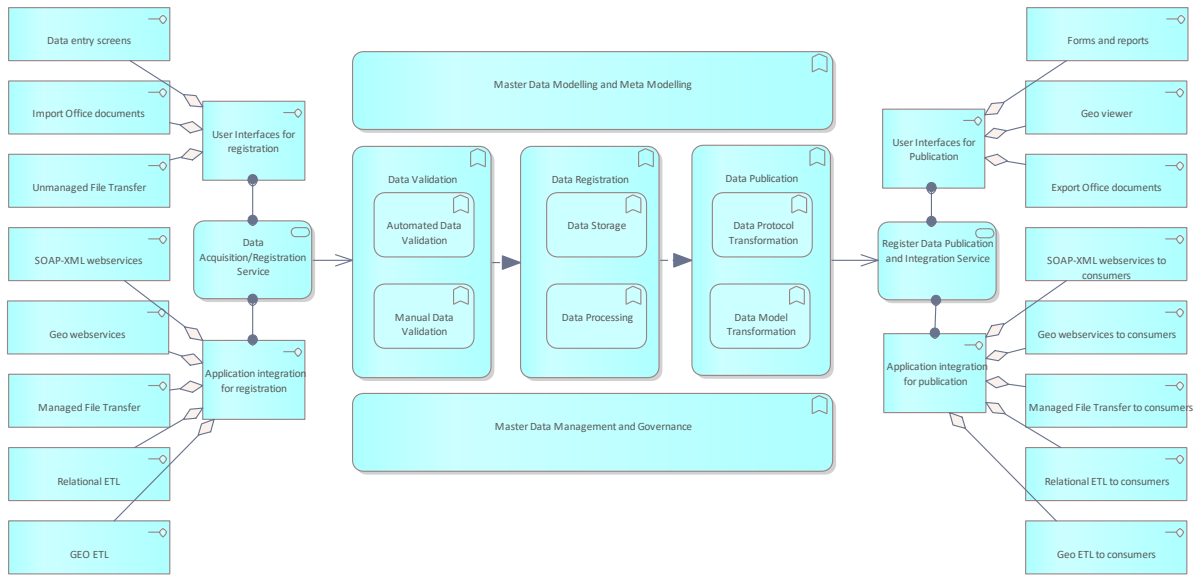 Data entry screens
Import Office documents
Unmanaged File Transfer
User Interfaces for
registration
Data
Acquisition/Registration
Service
SOAP-XML webservices
Geo webservices
Managed File Transfer
Relational ETL
GEO ETL
Application integration
for registration
Master Data Modelling and Meta Modelling
Data Validation
Automated Data
Validation
Manual Data
Validation
Data Registration
Data Storage
Data Processing
Data Publication
Data Protocol
Transformation
Data Model
Transformation
Master Data Management and Governance
Forms and reports
Geo viewer
Export Office documents
User Interfaces for
Publication
Register Data Publication
and Integration Service
Application integration
for publication
SOAP-XML webservices to
consumers
Geo webservices to consumers
Managed File Transfer to consumers
Relational ETL to consumers
Geo ETL to consumers